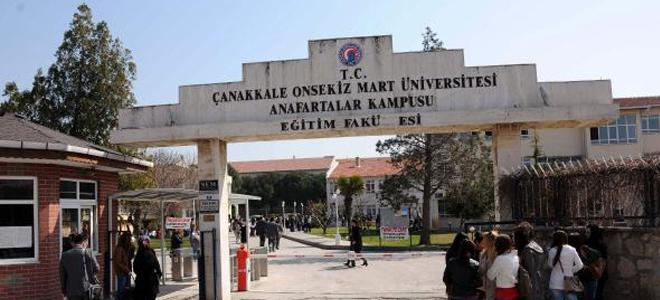 T.C.
ÇANAKKALE ONSEKİZ MART ÜNİVERSİTESİ
ANAFARTALAR KAMPUSU
EĞİTİM FAKÜ ESİ